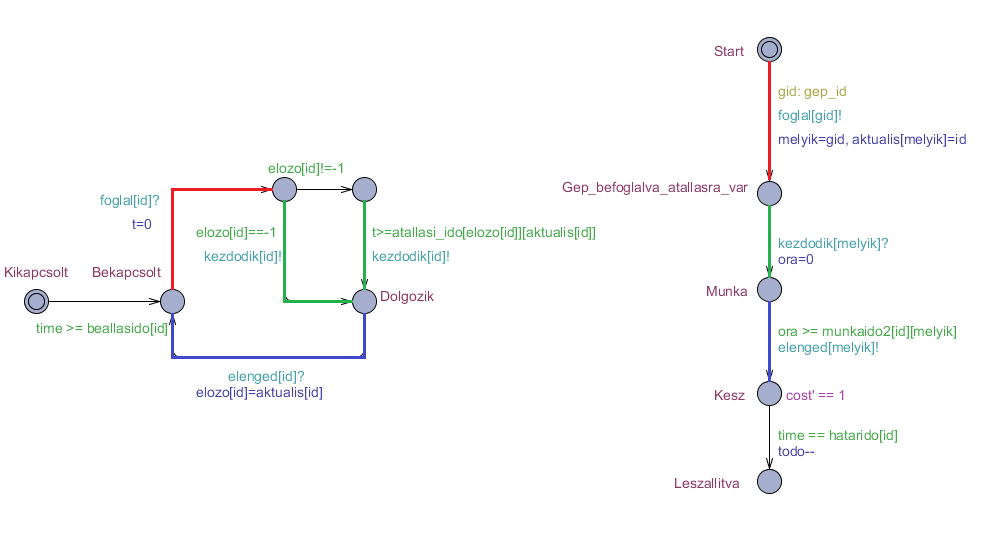 elozo[id]!=-1
foglal[id]?
t=0
elozo[id]==-1
kezdodik[id]!
t>=atallasi_ido[elozo[id]][aktualis[id]]
kezdodik[id]!
Kikapcsolt
Bekapcsolt
Dolgozik
time >= beallasido[id]
elenged[id]?
elozo[id]=aktualis[id]
Start
gid: gep_id
foglal[gid]!
melyik=gid, aktualis[melyik]=id
Gep_befoglalva_atallasra_var
kezdodik[melyik]?
ora=0
Munka
ora >= munkaido2[id][melyik]
elenged[melyik]!
Kesz
cost' == 1
time == hatarido[id]
todo--
Leszallitva